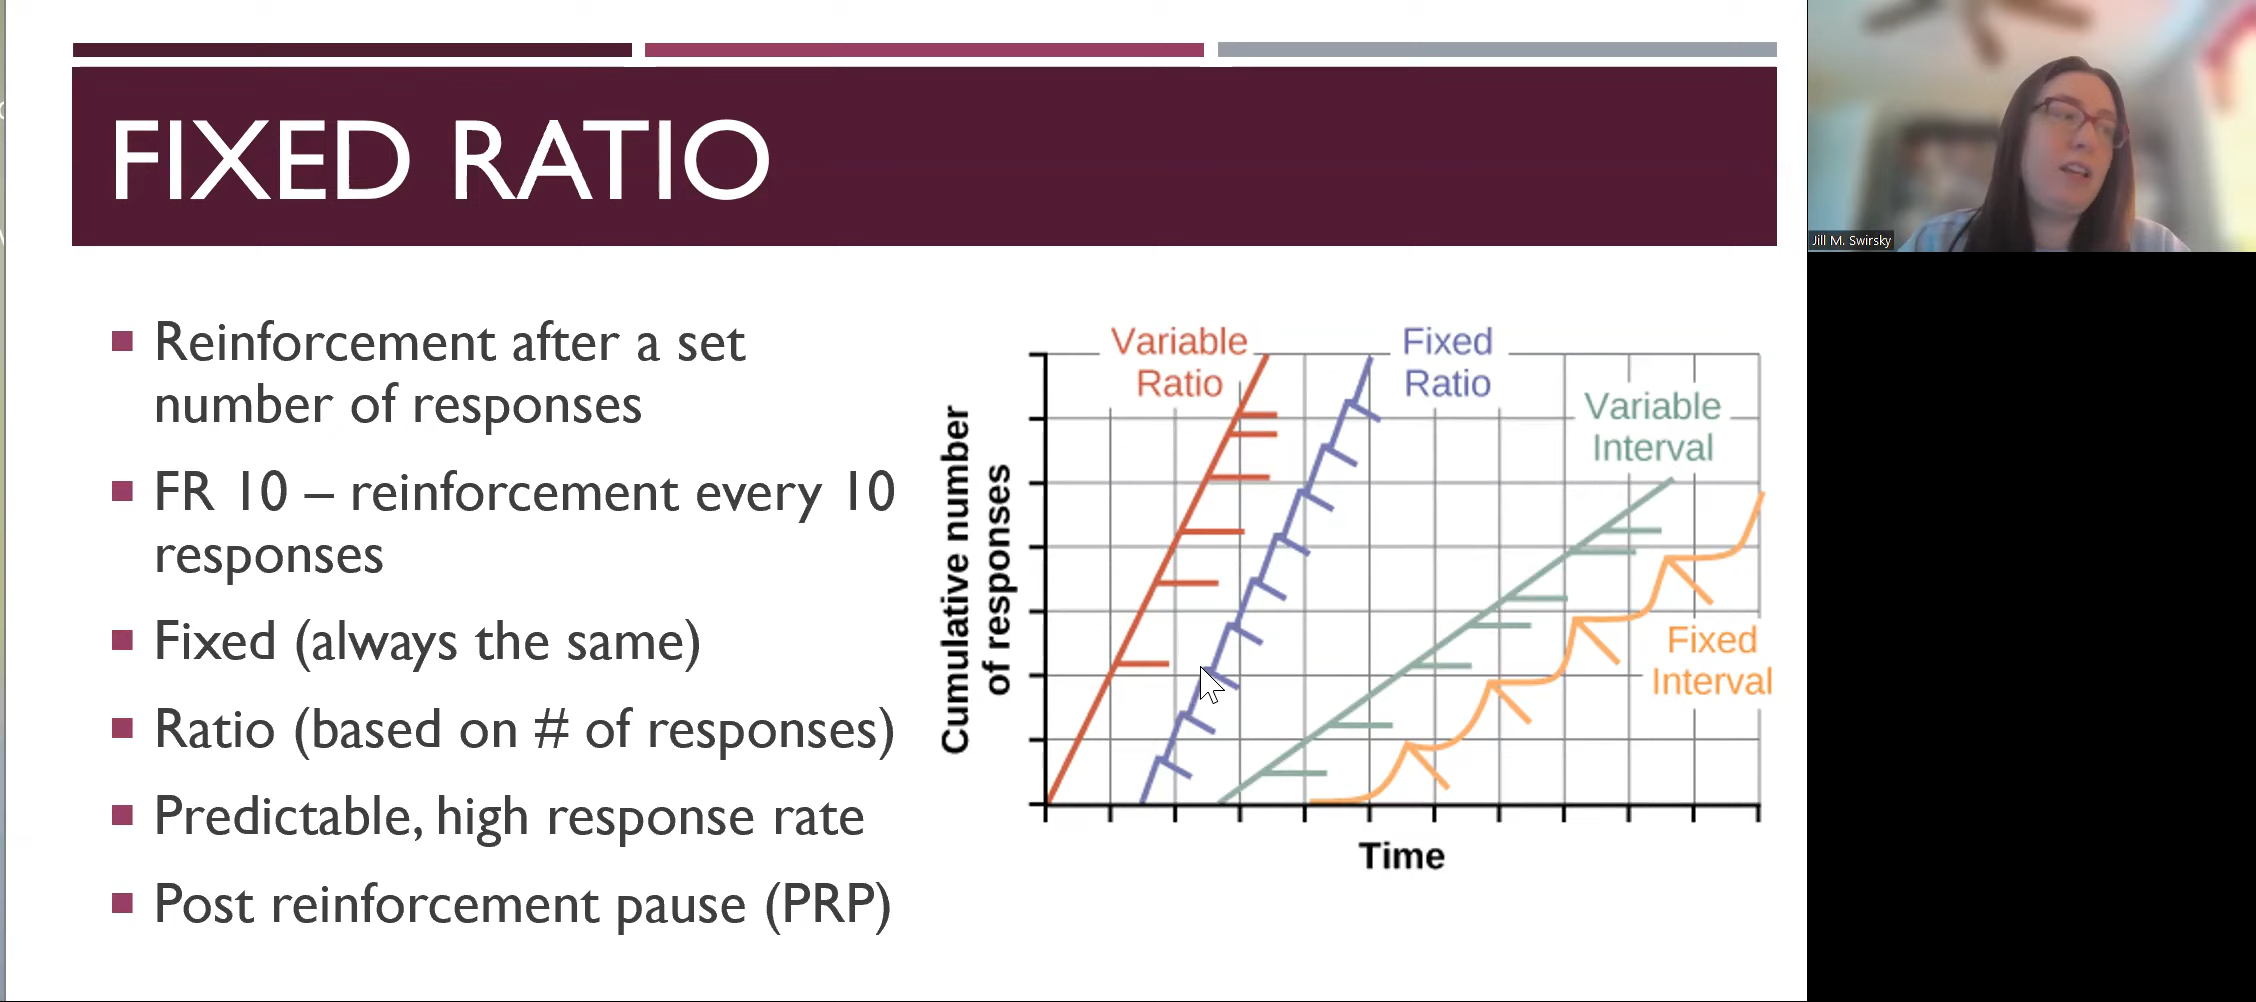 FIXED RATIO
Reinforcement after a set
number of responses
FR 10 – reinforcement every 10
responses
Fixed (always the same)
Ratio (based on # of responses)
Predictable, high response rate
Post reinforcement pause (PRP)
Cumulative number
of responses
Variable
Ratio
Fixed
Ratio
Variable
Interval
Fixed
Interval
Time
Jill M. Swirsky